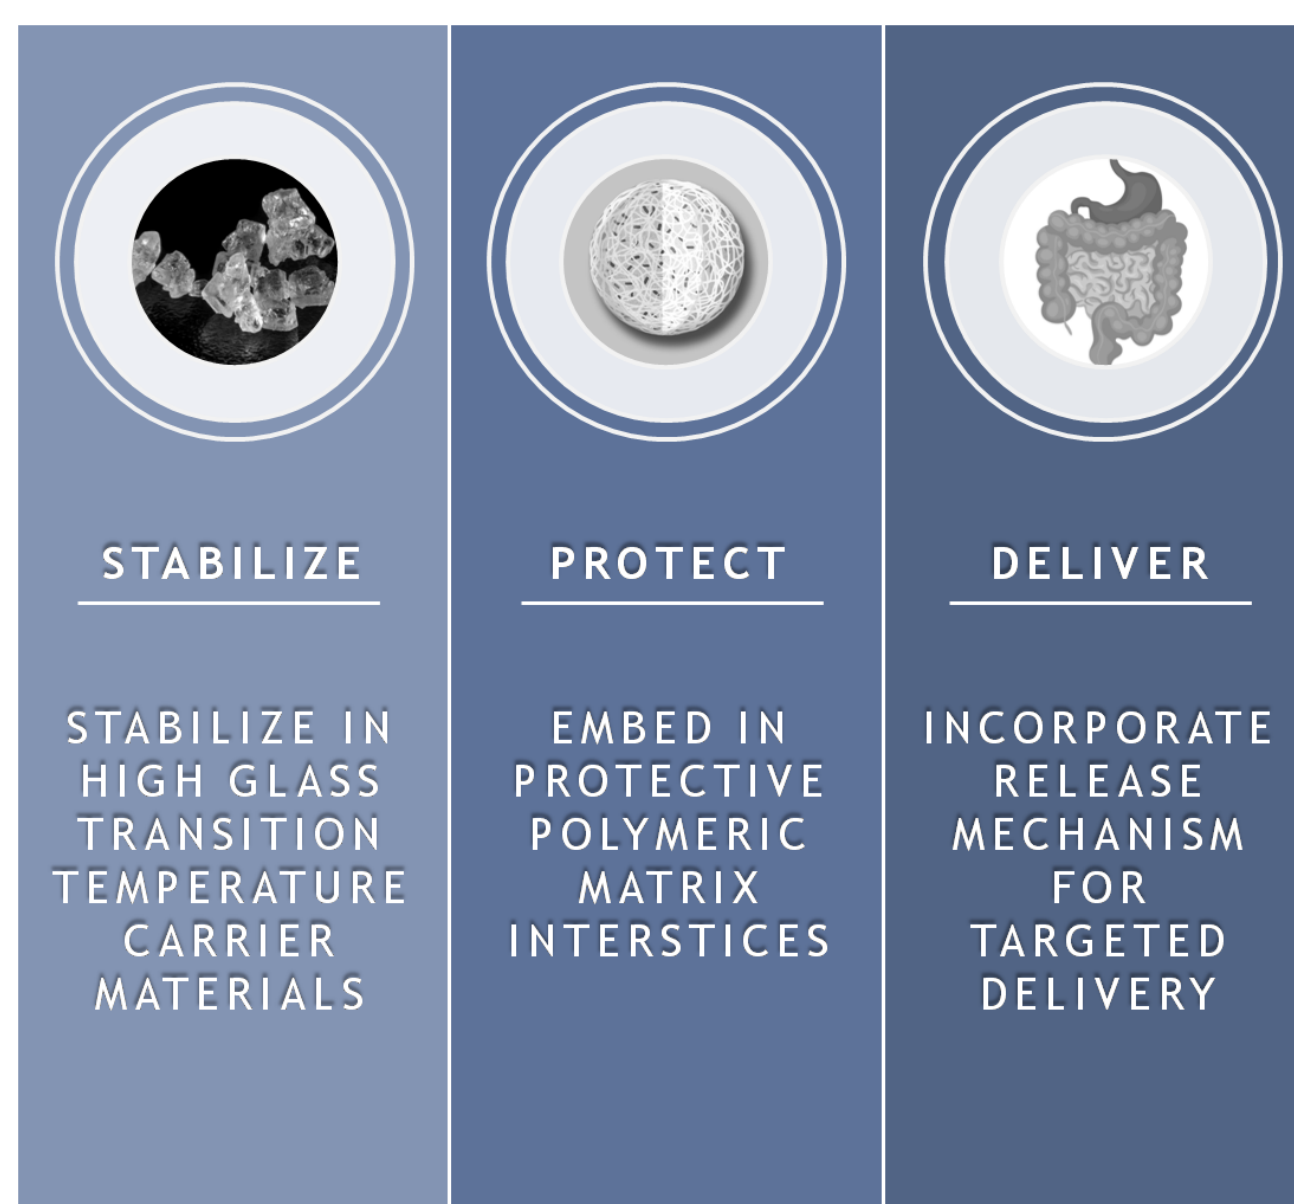 STABILIZE
STABILIZE IN
HIGH GLASS
TRANSITION
TEMPERATURE
CARRIER
MATERIALS
PROTECT
EMBED IN
PROTECTIVE
POLYMERIC
MATRIX
INTERSTICES
DELIVER
INCORPORATE
RELEASE
MECHANISM
FOR
TARGETED
DELIVERY